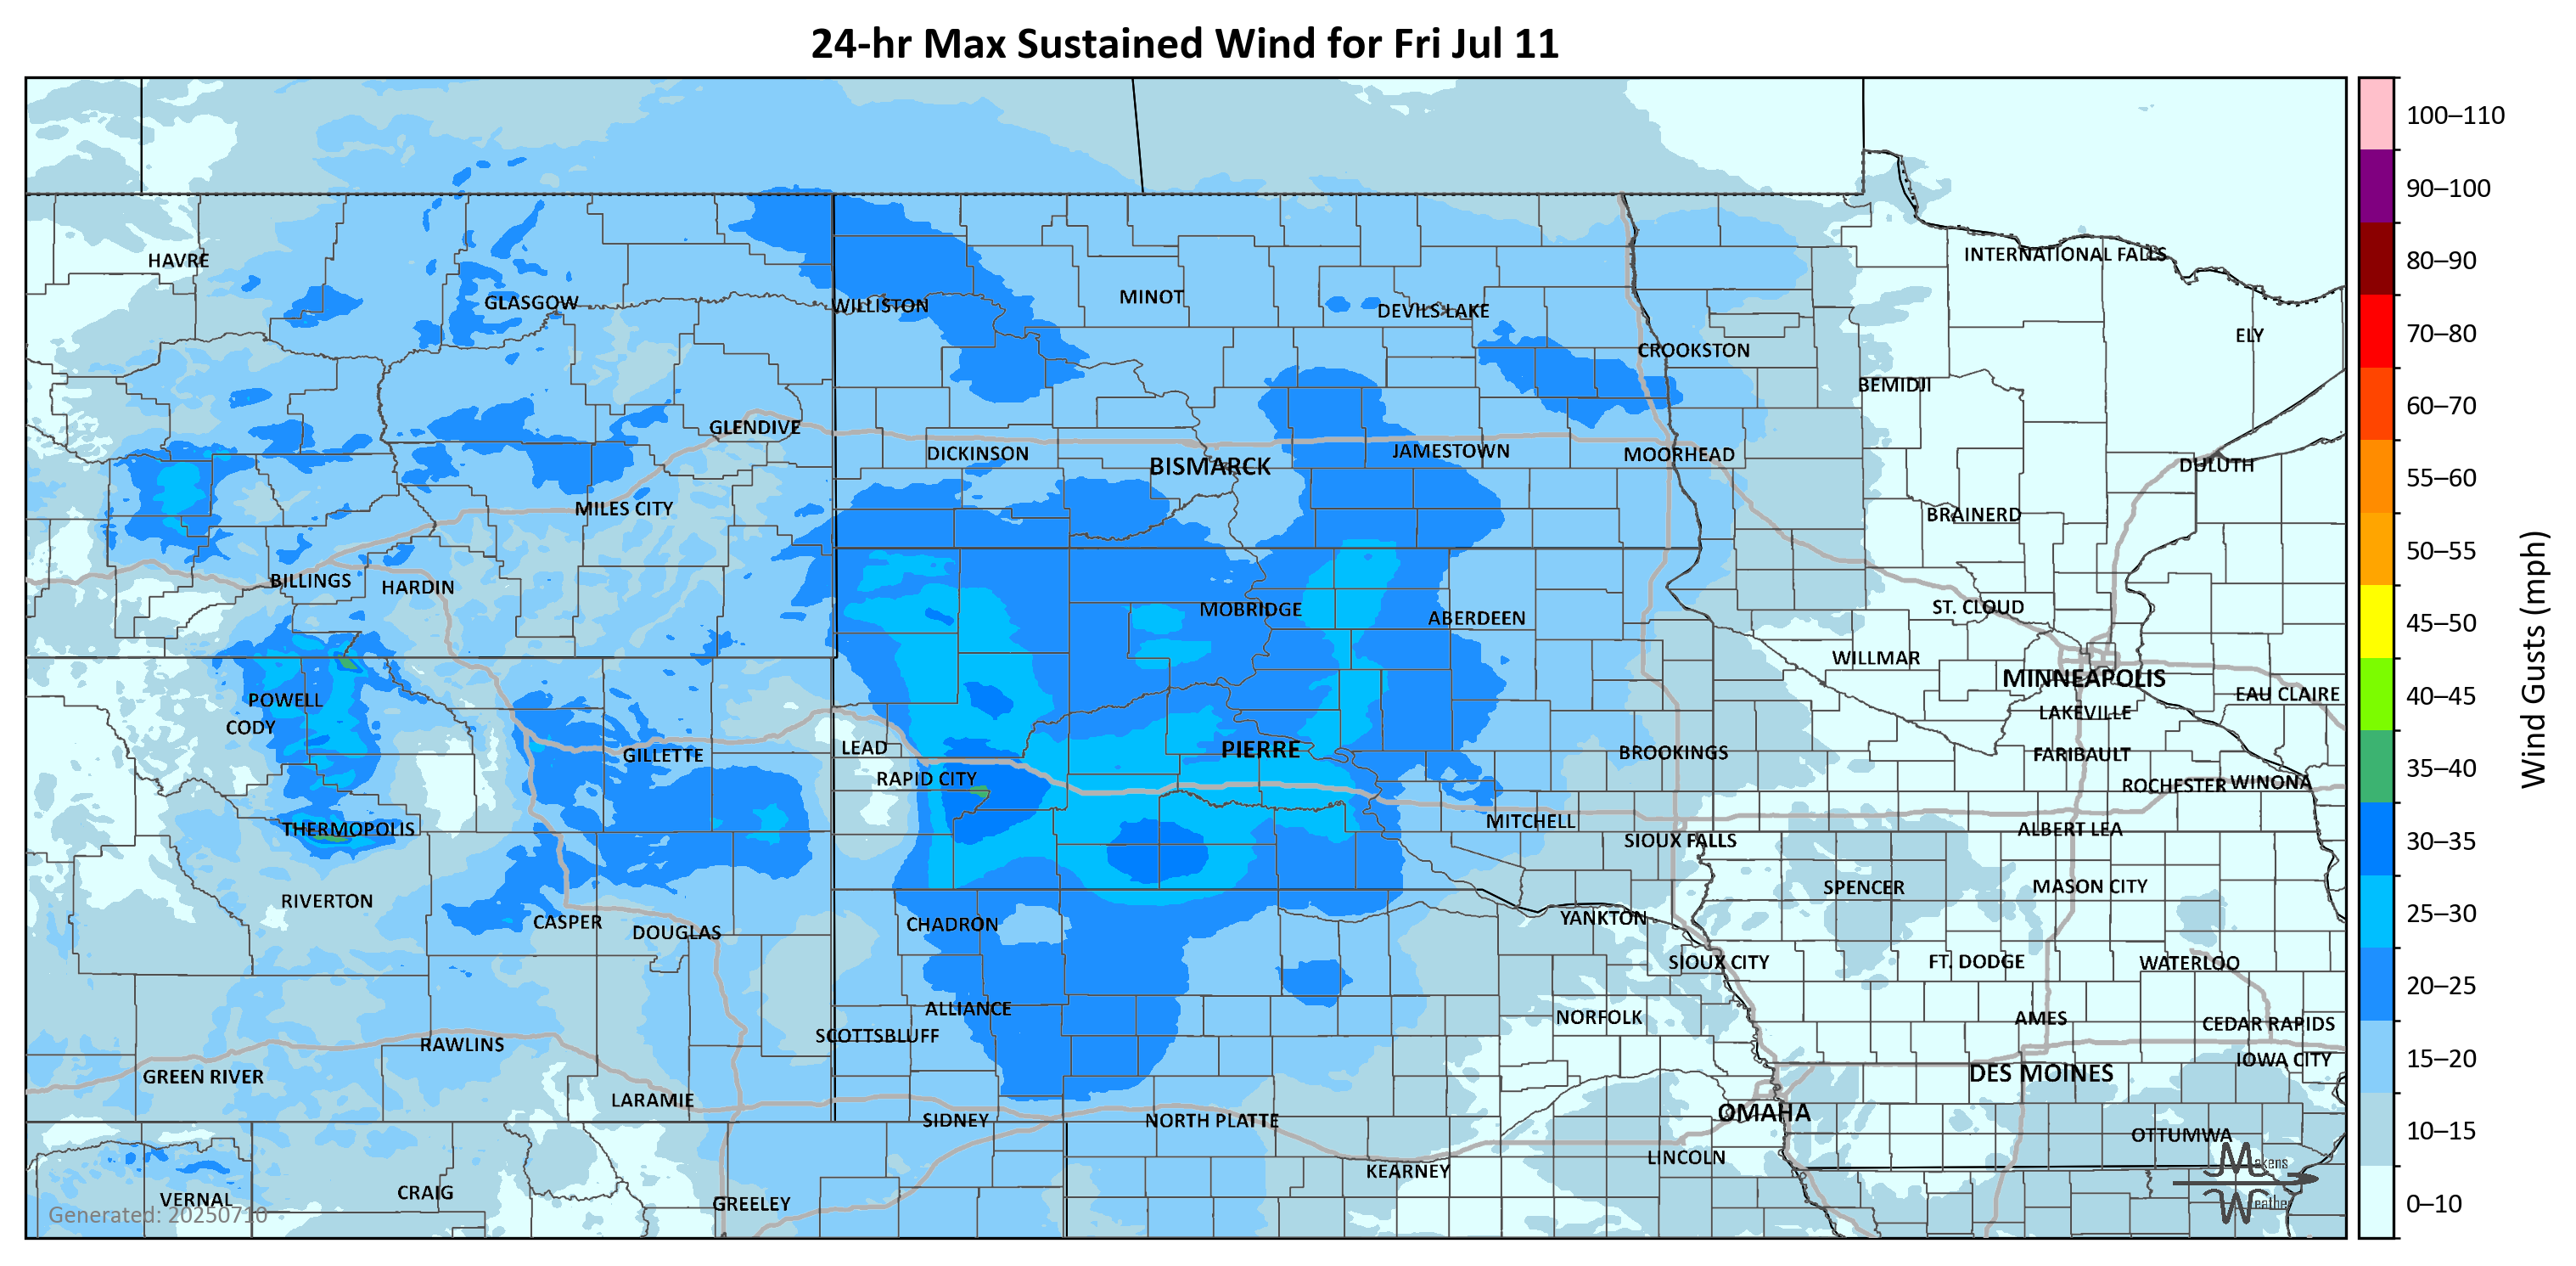 24-hr Max Sustained Wind for Fri Jul 11
100–110
90–100
80–90
70–80
60–70
55–60
50–55
45–50
40–45
35–40
30–35
25–30
20–25
15–20
10–15
0–10
Wind Gusts (mph)
HAVRE
GLASGOW
WILLISTON
MINOT
DEVILS LAKE
INTERNATIONAL FALLS
ELY
CROOKSTON
BEMIDJI
GLENDIVE
DICKINSON
BISMARCK
JAMESTOWN
MOORHEAD
DULUTH
MILES CITY
BRAINERD
BILLINGS
HARDIN
MOBRIDGE
ABERDEEN
ST. CLOUD
WILLMAR
MINNEAPOLIS
EAU CLAIRE
POWELL
CODY
LAKEVILLE
GILLETTE
LEAD
PIERRE
BROOKINGS
FARIBAULT
RAPID CITY
ROCHESTER
WINONA
THERMOPOLIS
MITCHELL
SIOUX FALLS
ALBERT LEA
RIVERTON
SPENCER
MASON CITY
CASPER
DOUGLAS
CHADRON
YANKTON
SIOUX CITY
FT. DODGE
WATERLOO
ALLIANCE
SCOTTSBLUFF
NORFOLK
AMES
CEDAR RAPIDS
RAWLINS
IOWA CITY
GREEN RIVER
DES MOINES
LARAMIE
SIDNEY
NORTH PLATTE
OMAHA
OTTUMWA
KEARNEY
LINCOLN
VERNAL
CRAIG
GREELEY
Makens
Weather
Generated: 20250710